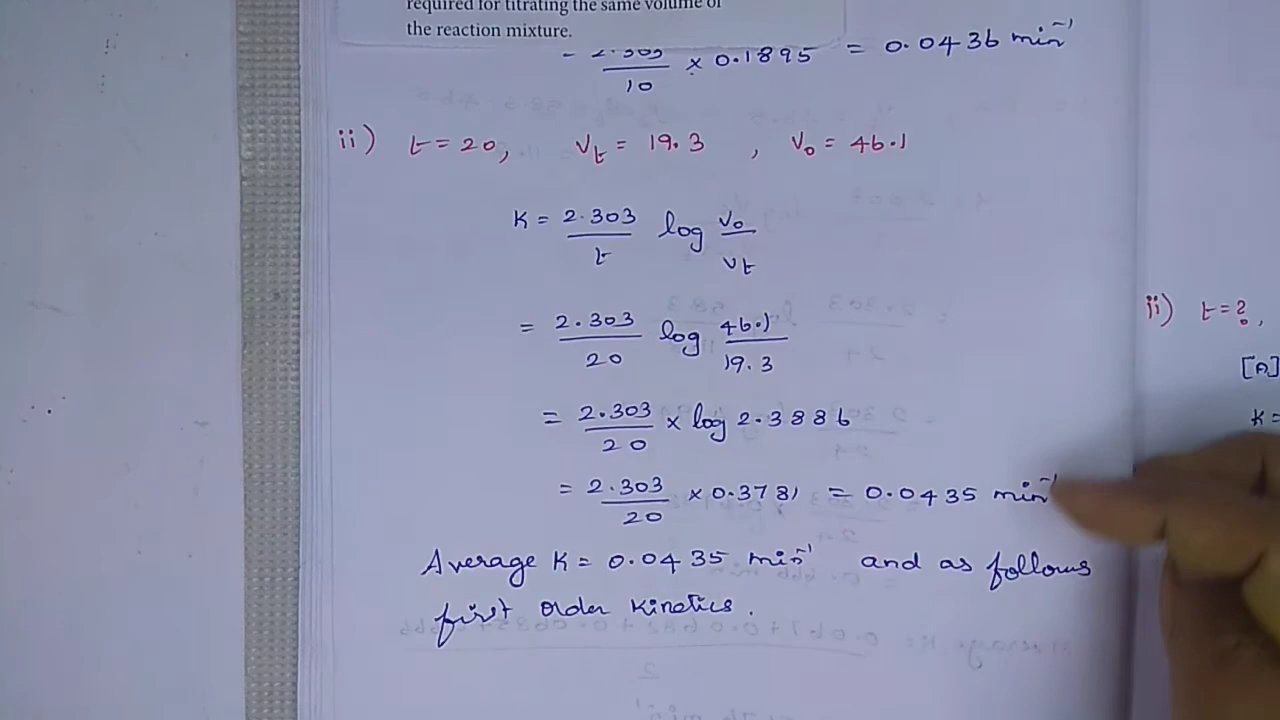 required for titrating the same volume of
the reaction mixture.
= 2.303/10 × 0.1895 = 0.0436 min⁻¹
ii) t = 20, Vt = 19.3 , V₀ = 46.1
K = 2.303/t log V₀/Vt
= 2.303/20 log 46.1/19.3
= 2.303/20 × log 2.3886
= 2.303/20 × 0.3781 = 0.0435 min⁻¹
Average K = 0.0435 min⁻¹ and as follows
first order kinetics.
ii) t = ?,
[A]
K =